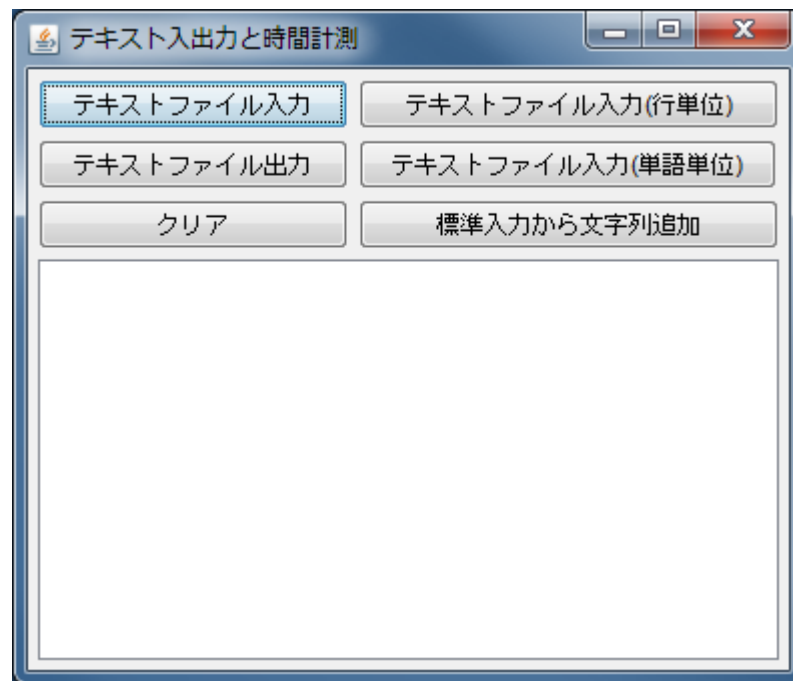 テキスト入出力と時間計測
テキストファイル入力 テキストファイル入力(行単位)
テキストファイル出力 テキストファイル入力(単語単位)
クリア 標準入力から文字列追加